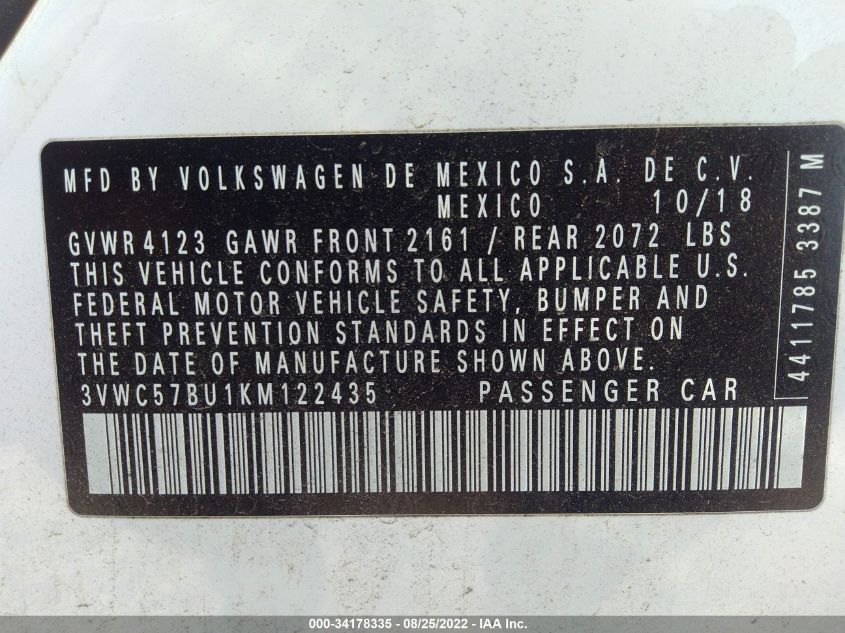 MFD BY VOLKSWAGEN DE MEXICO S.A. DE C.V.
MEXICO 10/18
GVWR 4123 GAWR FRONT 2161 / REAR 2072 LBS
THIS VEHICLE CONFORMS TO ALL APPLICABLE U.S.
FEDERAL MOTOR VEHICLE SAFETY, BUMPER AND
THEFT PREVENTION STANDARDS IN EFFECT ON
THE DATE OF MANUFACTURE SHOWN ABOVE.
3VWC57BU1KM122435 PASSENGER CAR
4411785 3387 M
000-34178335 - 08/25/2022 - IAA Inc.